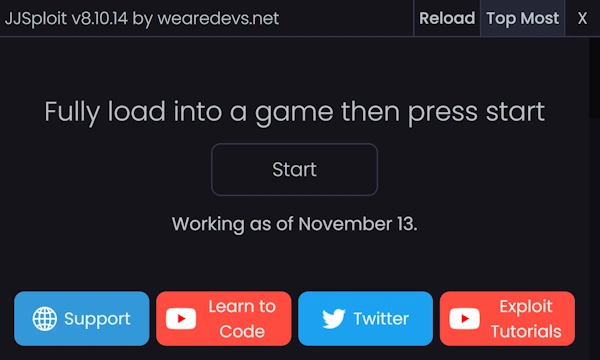 JJSploit v8.10.14 by wearedevs.net Reload Top Most X
Fully load into a game then press start
Start
Working as of November 13.
Support
Learn to
Code
Twitter
Exploit
Tutorials